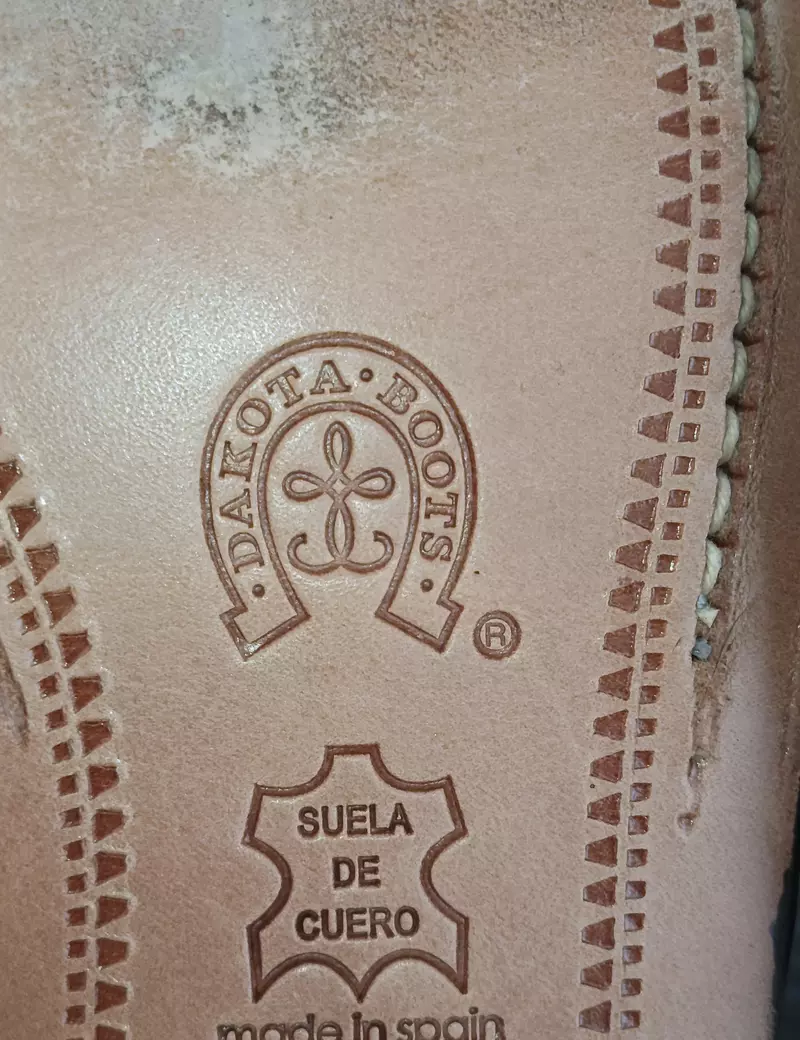 · DAKOTA · BOOTS ·
®
SUELA
DE
CUERO
made in spain